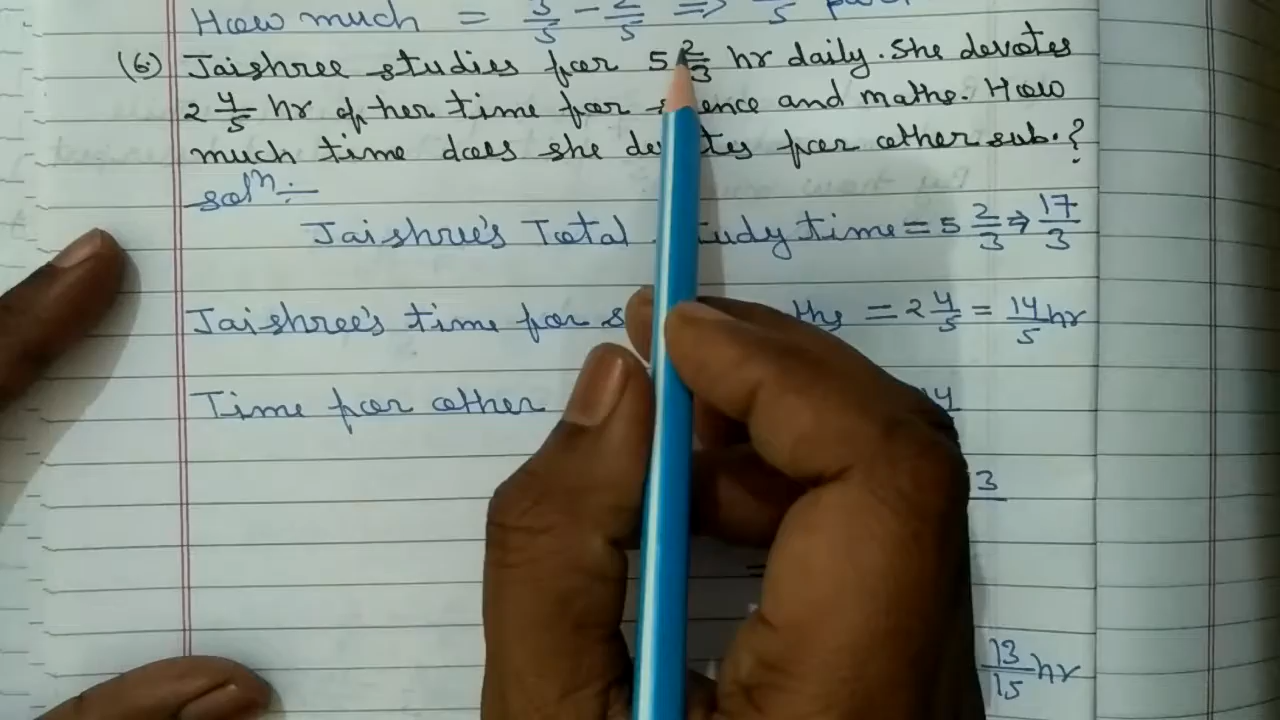 How much = 3/5 - 2/5 ⇒ /5
(6) Jaishree studies for 5 2/3 hr daily. She devotes
2 4/5 hr of her time for ence and maths. How
much time does she de tes for other sub.?
Solⁿ:-
Jaishree's Total tudy time = 5 2/3 ⇒ 17/3
Jaishree's time for s ths = 2 4/5 = 14/5 hr
Time for other
3
=
13/15 hr